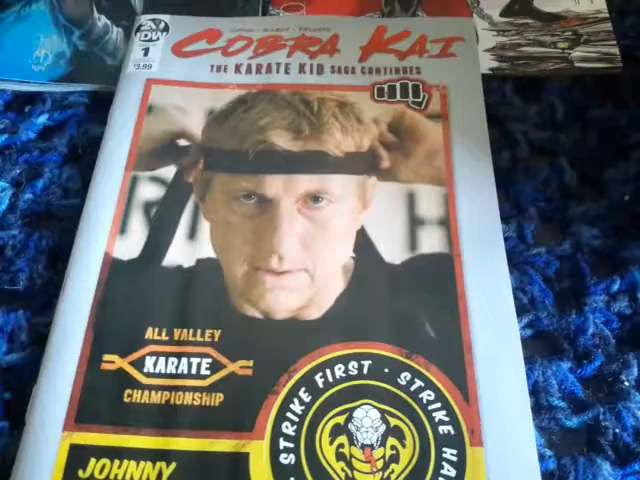 IDW
1
$3.99
COBRA KAI
THE KARATE KID SAGA CONTINUES
ALL VALLEY
KARATE
CHAMPIONSHIP
STRIKE FIRST · STRIKE HA
JOHNNY